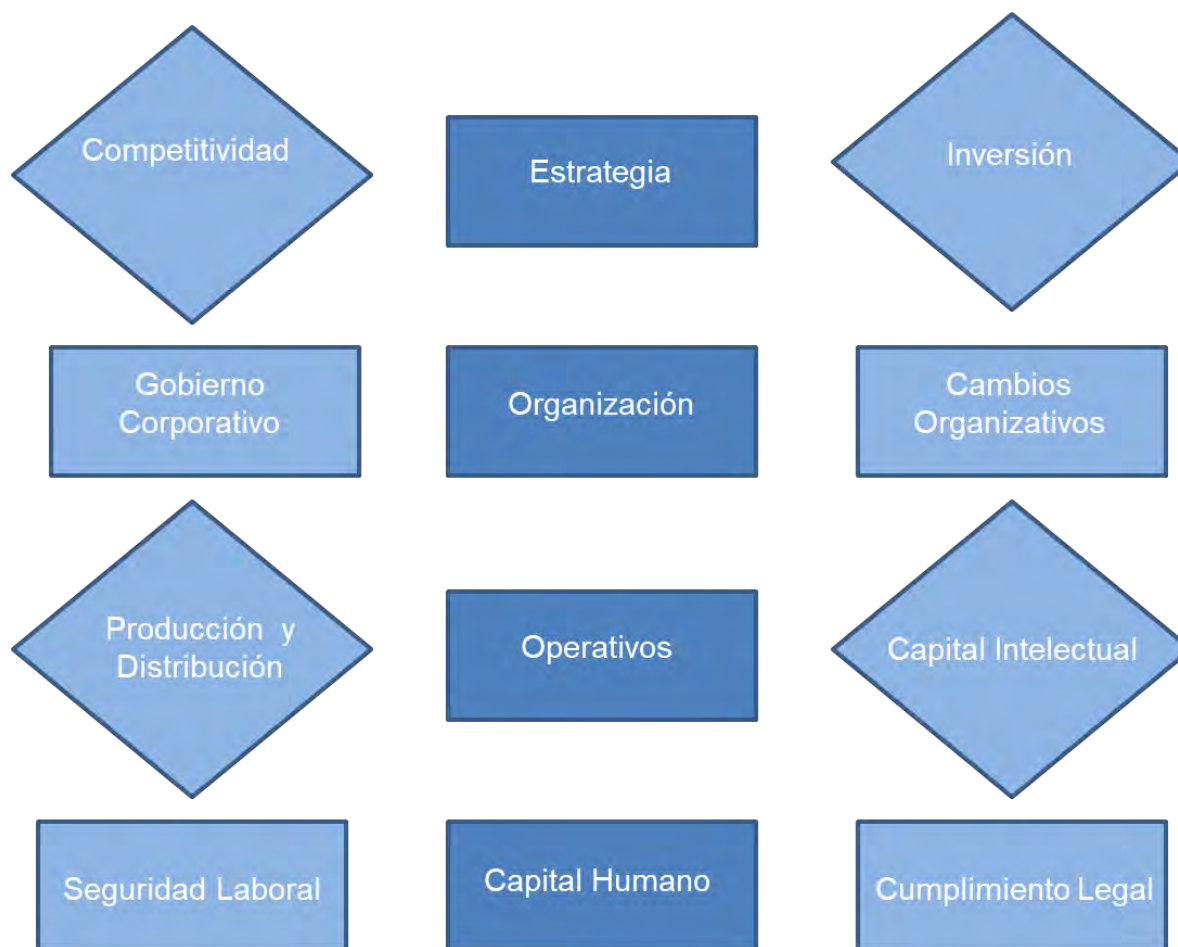 Competitividad
Estrategia
Inversión
Gobierno
Corporativo
Organización
Cambios
Organizativos
Producción y
Distribución
Operativos
Capital Intelectual
Seguridad Laboral
Capital Humano
Cumplimiento Legal